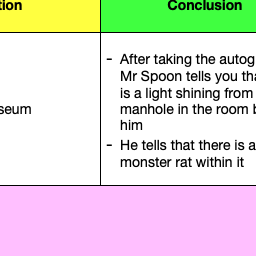 tion Conclusion
- After taking the autog
Mr Spoon tells you tha
is a light shining from
seum manhole in the room b
him
- He tells that there is a
monster rat within it